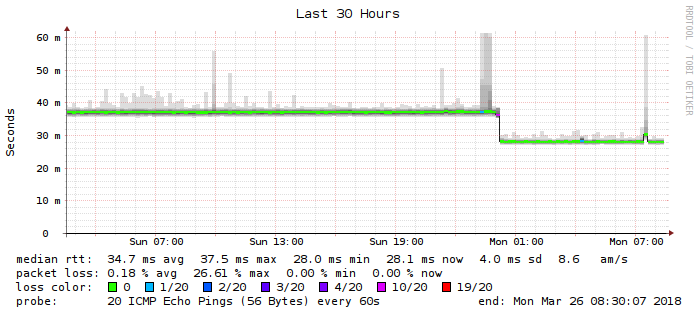 Last 30 Hours
RRDTOOL / TOBI OETIKER
Seconds
60 m
50 m
40 m
30 m
20 m
10 m
0
Sun 07:00 Sun 13:00 Sun 19:00 Mon 01:00 Mon 07:00
median rtt: 34.7 ms avg 37.5 ms max 28.0 ms min 28.1 ms now 4.0 ms sd 8.6 am/s
packet loss: 0.18 % avg 26.61 % max 0.00 % min 0.00 % now
loss color: 0 1/20 2/20 3/20 4/20 10/20 19/20
probe: 20 ICMP Echo Pings (56 Bytes) every 60s end: Mon Mar 26 08:30:07 2018